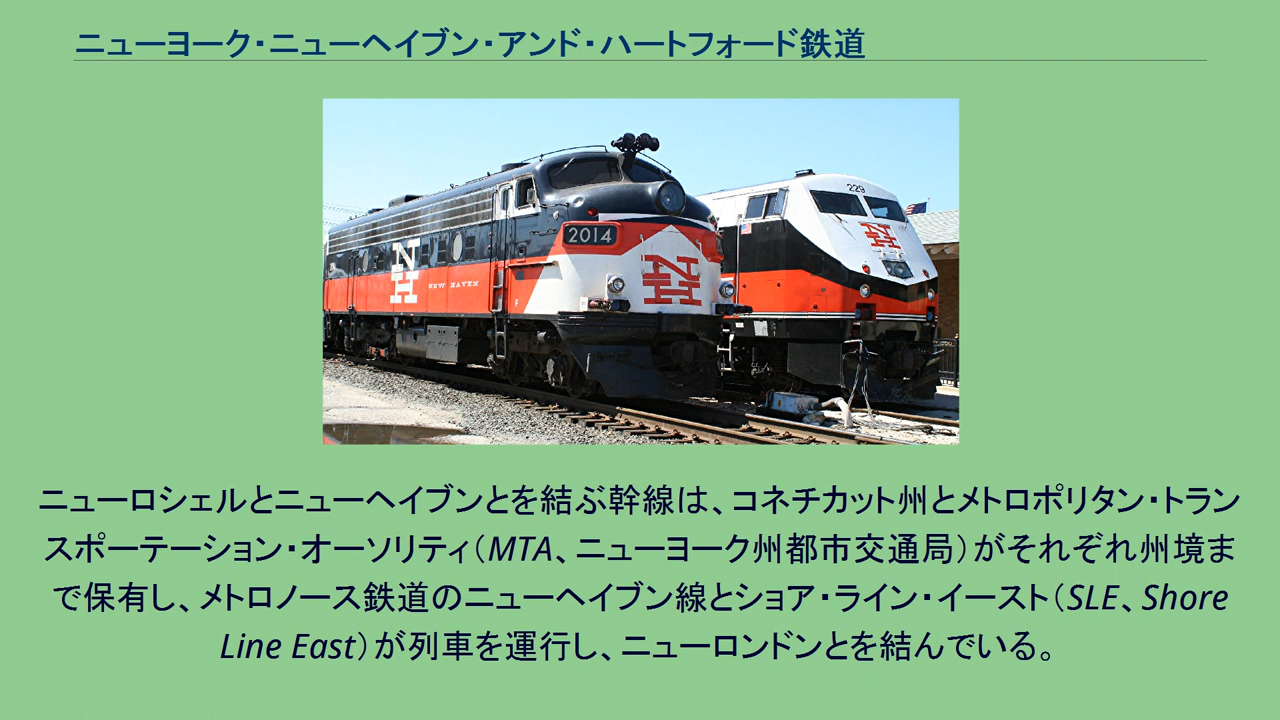 ニューヨーク・ニューヘイブン・アンド・ハートフォード鉄道
229
2014
N
H
NEW HAVEN
N
H
N
H
ニューロシェルとニューヘイブンとを結ぶ幹線は、コネチカット州とメトロポリタン・トラン
スポーテーション・オーソリティ（MTA、ニューヨーク州都市交通局）がそれぞれ州境ま
で保有し、メトロノース鉄道のニューヘイブン線とショア・ライン・イースト（SLE、Shore
Line East）が列車を運行し、ニューロンドンとを結んでいる。